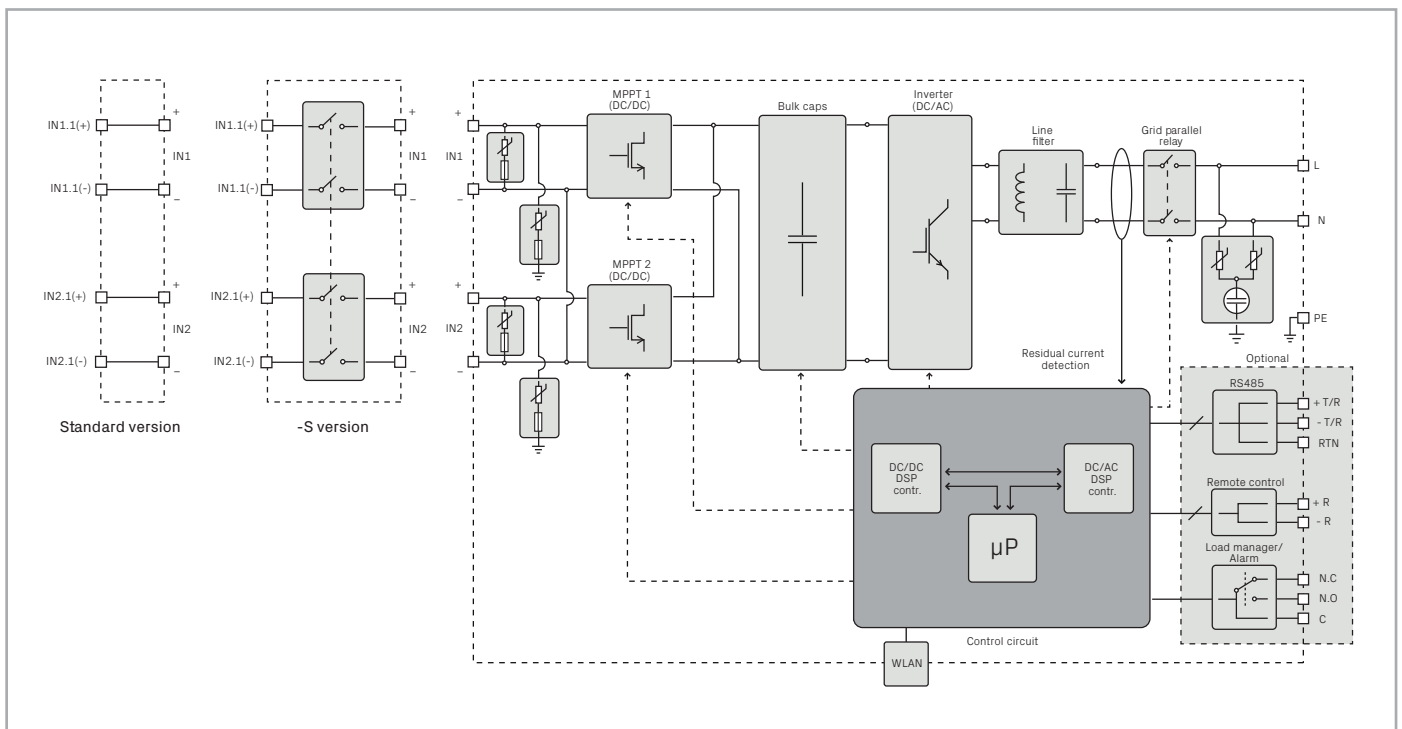 IN1.1(+)
+
IN1
IN1.1(-)
–
IN2.1(+)
+
IN2
IN2.1(-)
–
Standard version
IN1.1(+)
+
IN1
IN1.1(-)
–
IN2.1(+)
+
IN2
IN2.1(-)
–
-S version
+
IN1
–
+
IN2
–
MPPT 1
(DC/DC)
MPPT 2
(DC/DC)
Bulk caps
Inverter
(DC/AC)
Line
filter
Grid parallel
relay
L
N
PE
Residual current
detection
Optional
RS485
+ T/R
- T/R
RTN
Remote control
+ R
- R
Load manager/
Alarm
N.C
N.O
C
DC/DC
DSP
contr.
DC/AC
DSP
contr.
µP
Control circuit
WLAN